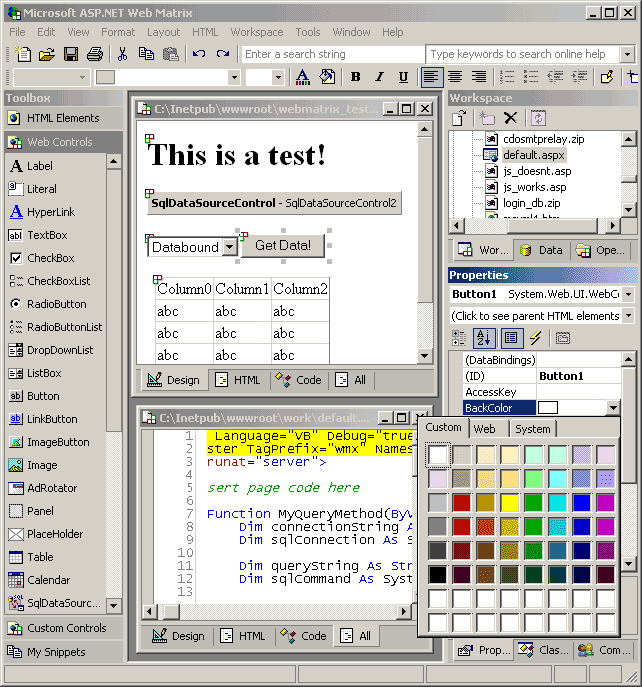 Microsoft ASP.NET Web Matrix
File Edit View Format Layout HTML Workspace Tools Window Help
Enter a search string
Type keywords to search online help
B I U
Toolbox
HTML Elements
Web Controls
Label
Literal
HyperLink
TextBox
CheckBox
CheckBoxList
RadioButton
RadioButtonList
DropDownList
ListBox
Button
LinkButton
ImageButton
Image
AdRotator
Panel
PlaceHolder
Table
Calendar
SqlDataSourc...
Custom Controls
My Snippets
C:\Inetpub\wwwroot\webmatrix_test...
This is a test!
SqlDataSourceControl - SqlDataSourceControl2
Databound
Get Data!
Column0 Column1 Column2
abc abc abc
abc abc abc
abc abc abc
Design HTML Code All
C:\Inetpub\wwwroot\work\default....
1 Language="VB" Debug="true
2 ster TagPrefix="wmx" Names
3 runat="server">
4
5 sert page code here
6
7 Function MyQueryMethod(ByV
8 Dim connectionString A
9 Dim sqlConnection As S
10
11 Dim queryString As Str
12 Dim sqlCommand As Syst
13
Design HTML Code All
Workspace
cdosmtprelay.zip
default.aspx
js_doesnt.asp
js_works.asp
login_db.zip
Wor... Data Ope...
Properties
Button1 System.Web.UI.WebCo
(Click to see parent HTML elements
(DataBindings)
(ID) Button1
AccessKey
BackColor
Custom Web System
Prop... Clas... Com...